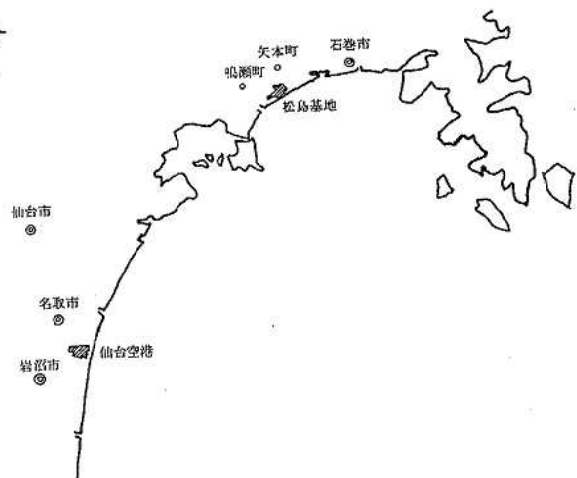 矢本町
石巻市
鳴瀬町
松島基地
仙台市
名取市
仙台空港
岩沼市